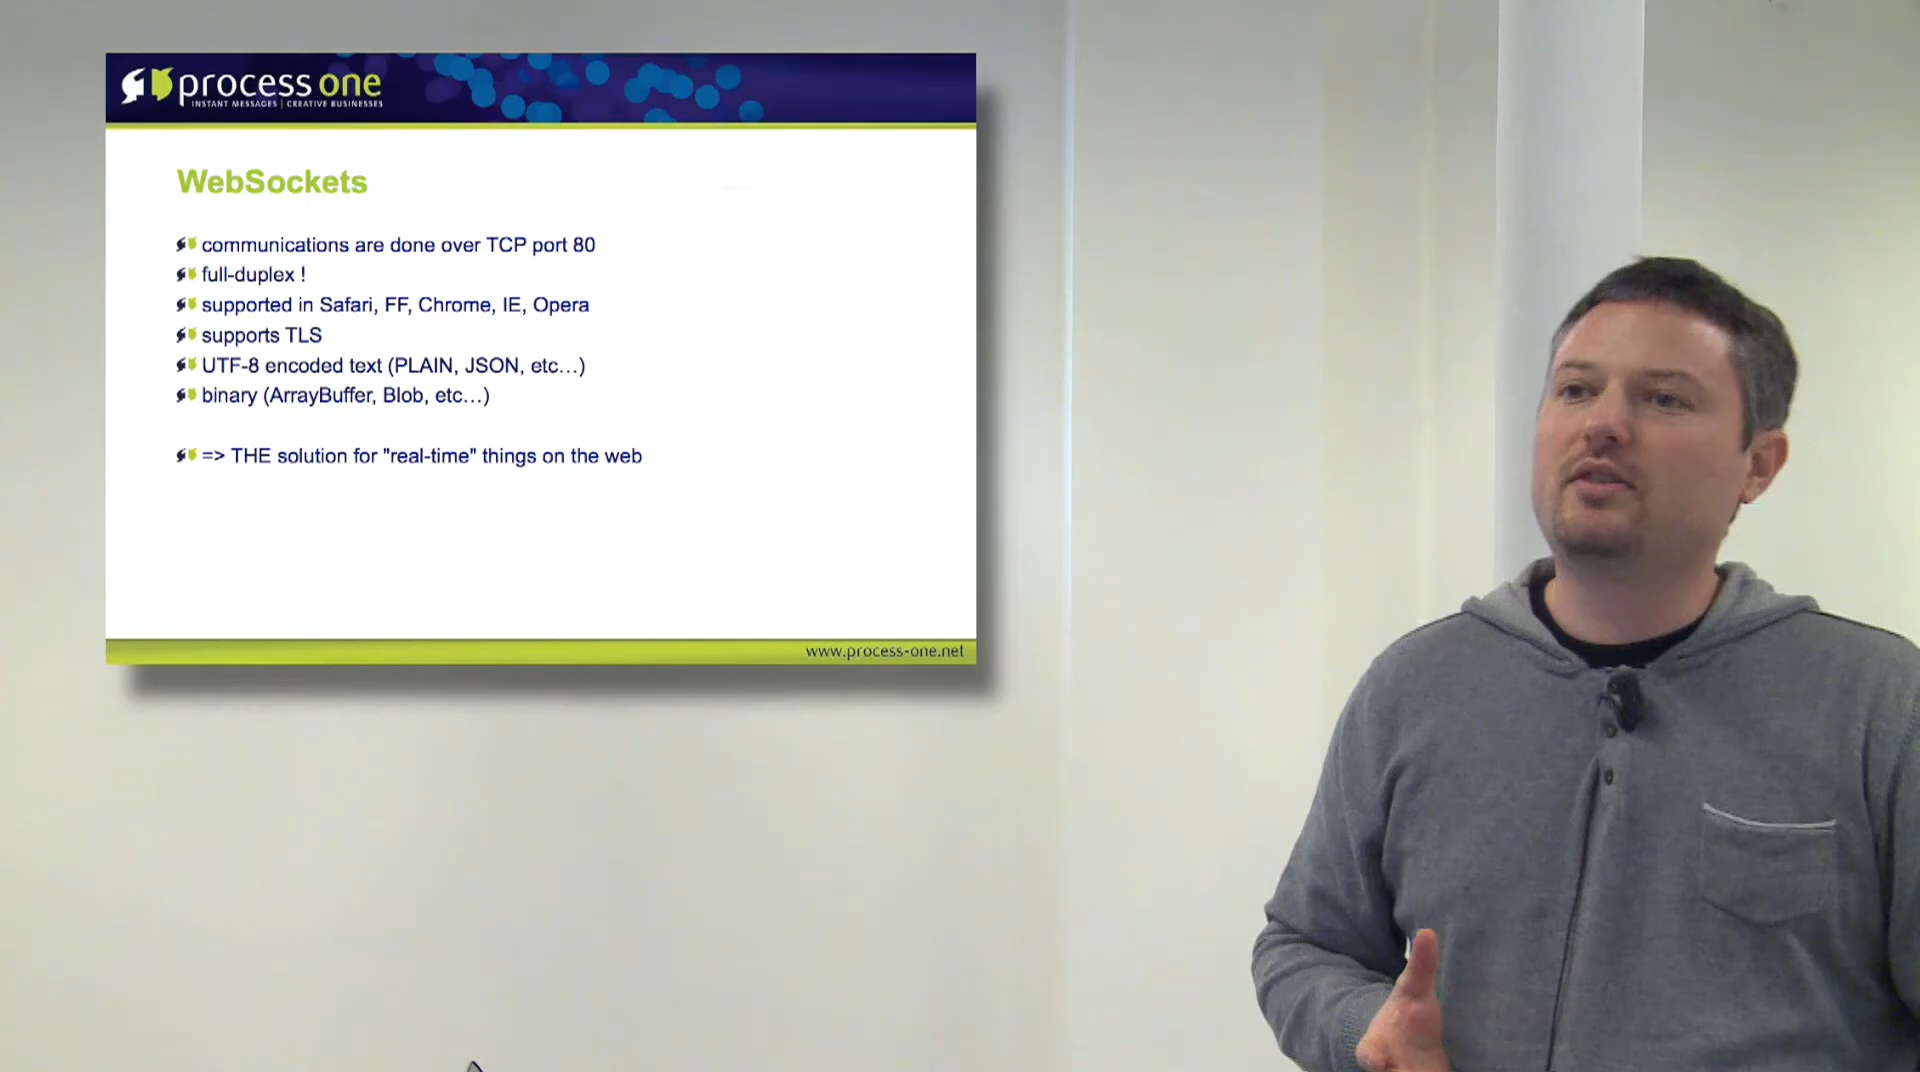 process one
INSTANT MESSAGES | CREATIVE BUSINESSES
WebSockets
communications are done over TCP port 80
full-duplex !
supported in Safari, FF, Chrome, IE, Opera
supports TLS
UTF-8 encoded text (PLAIN, JSON, etc…)
binary (ArrayBuffer, Blob, etc…)
=> THE solution for "real-time" things on the web
www.process-one.net